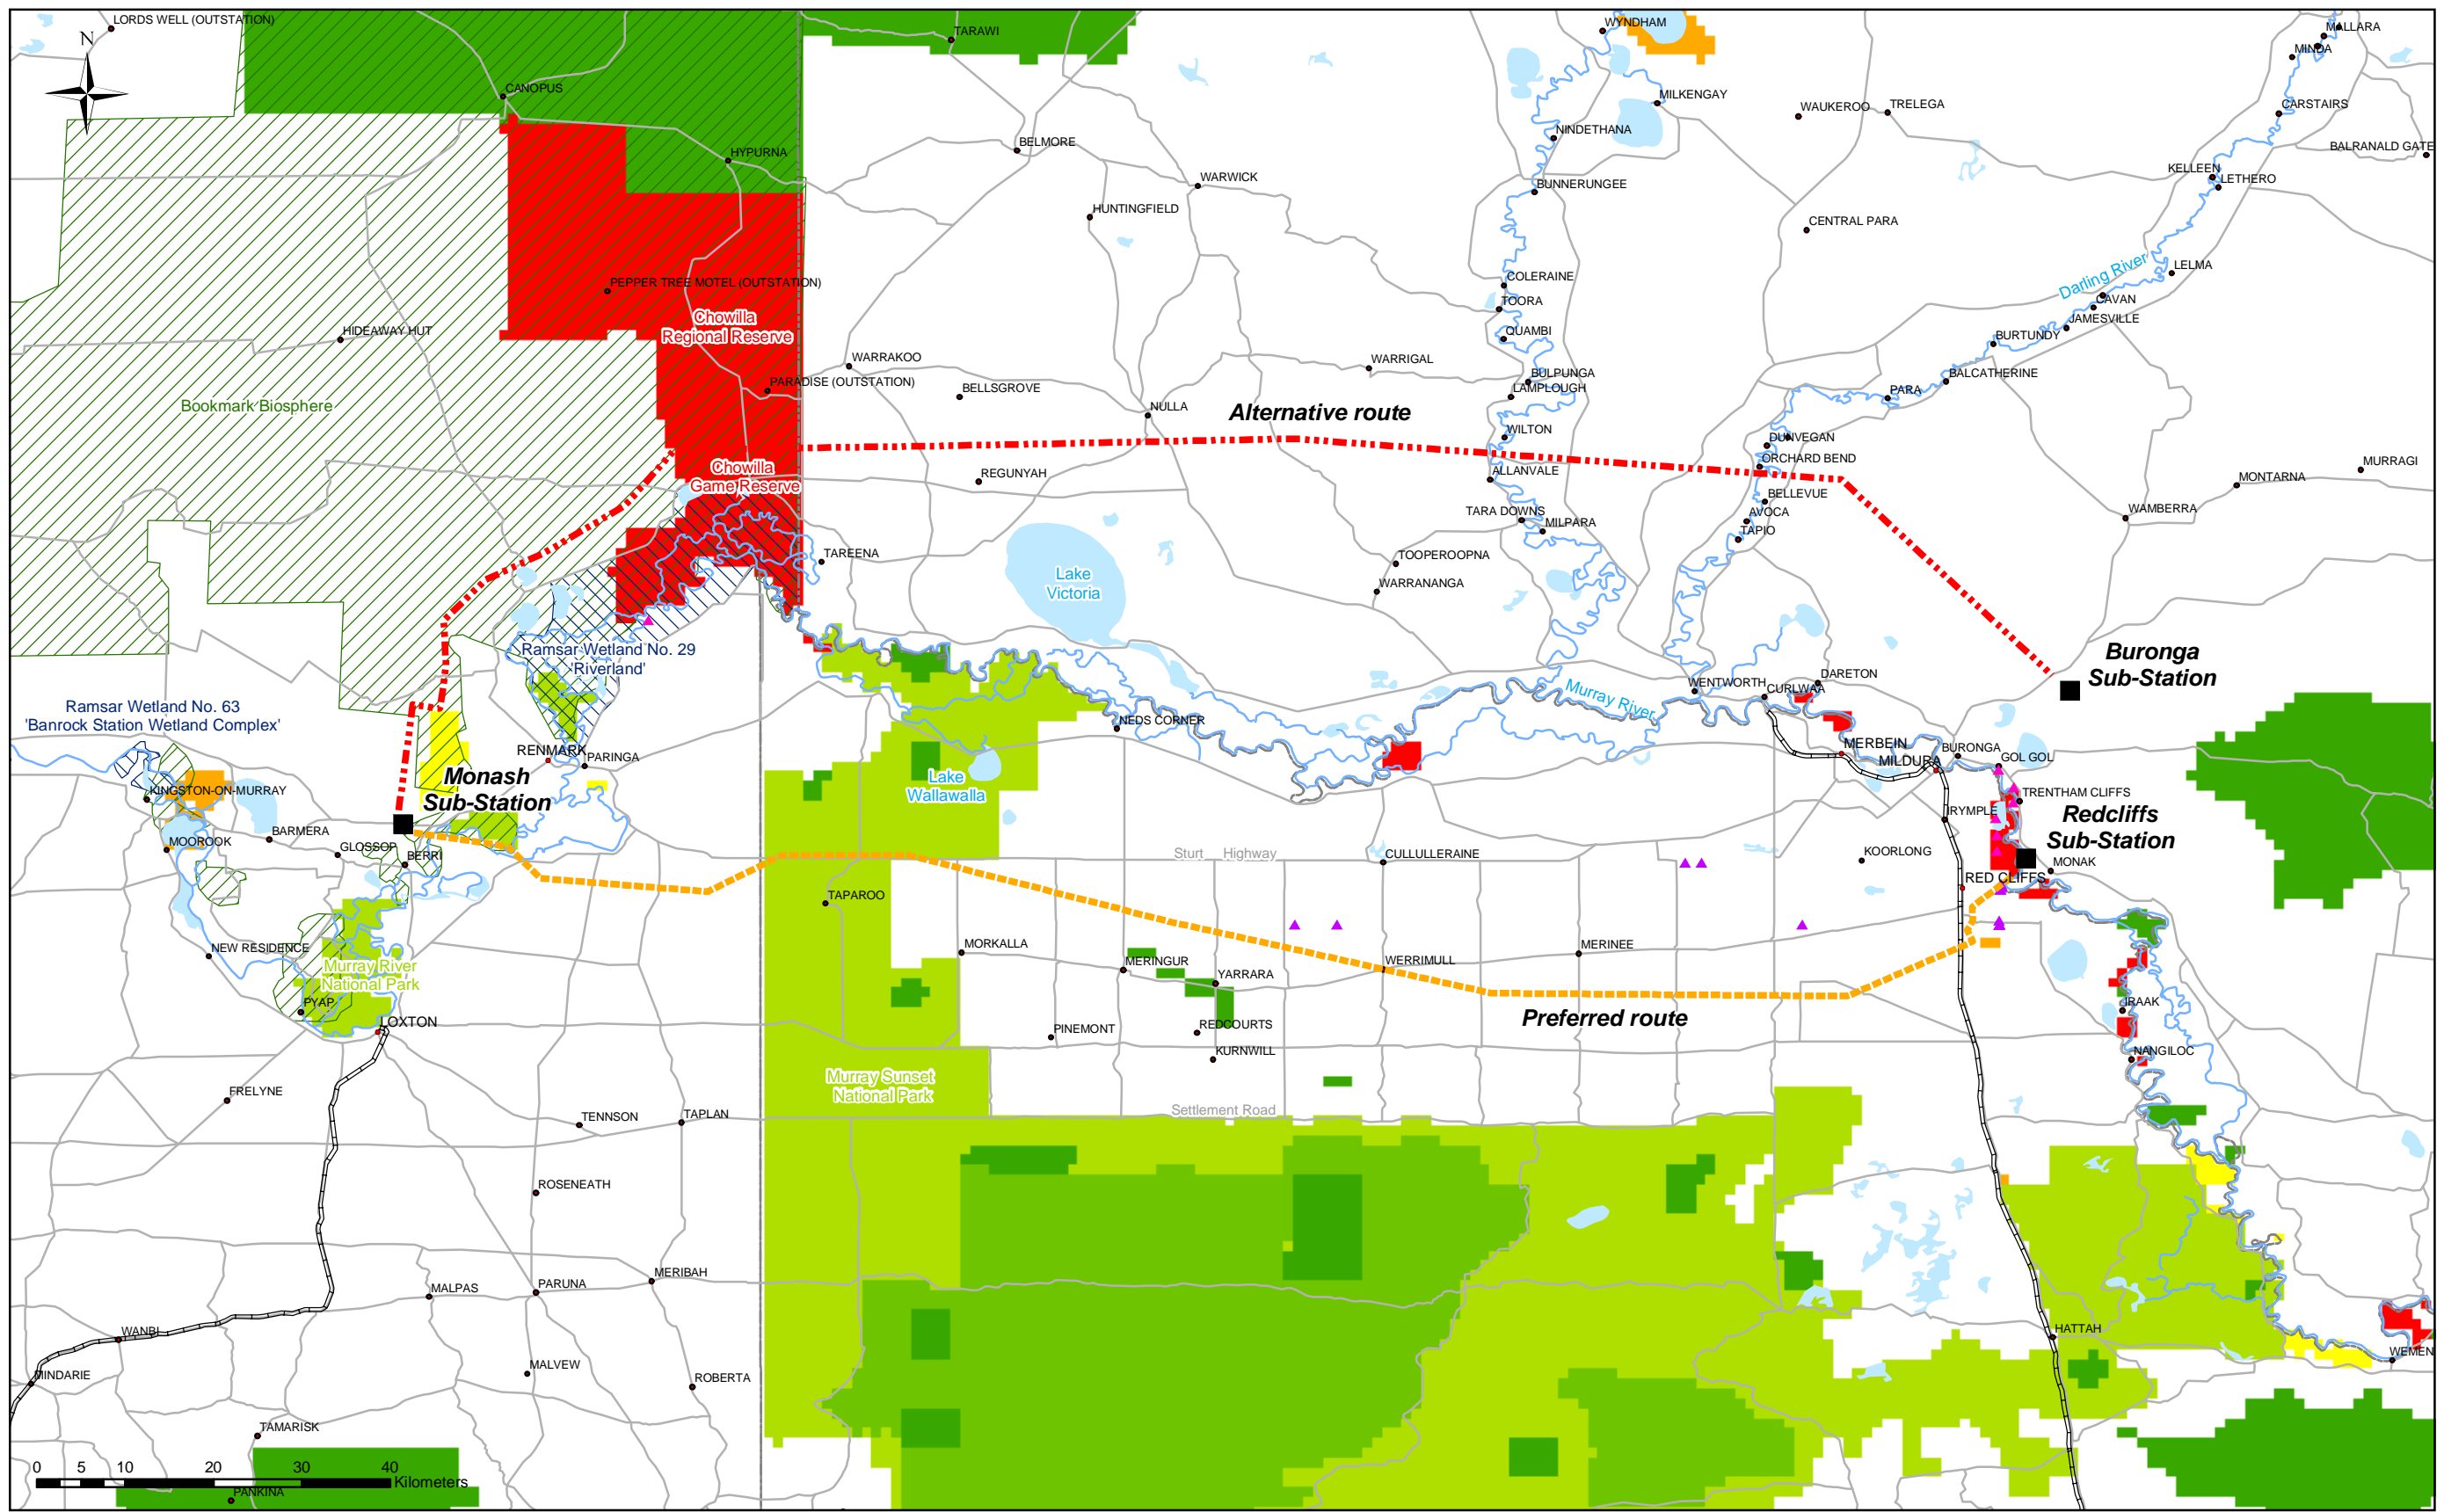 LORDS WELL (OUTSTATION)
N
TARAWI
WYNDHAM
MALLARA
MINDA
CANOPUS
MILKENGAY
WAUKEROO
TRELEGA
CARSTAIRS
NINDETHANA
BELMORE
HYPURNA
BALRANALD GATE
WARWICK
BUNNERUNGEE
KELLEEN
LETHERO
HUNTINGFIELD
CENTRAL PARA
PEPPER TREE MOTEL (OUTSTATION)
COLERAINE
Darling River
LELMA
TOORA
CAVAN
Chowilla
Regional Reserve
HIDEAWAY HUT
QUAMBI
JAMESVILLE
BURTUNDY
WARRAKOO
WARRIGAL
PARADISE (OUTSTATION)
BELLSGROVE
BULPUNGA
LAMPLOUGH
BALCATHERINE
PARA
Bookmark Biosphere
NULLA
Alternative route
WILTON
DUNVEGAN
Chowilla
Game Reserve
REGUNYAH
ALLANVALE
ORCHARD BEND
MURRAGI
MONTARNA
BELLEVUE
TARA DOWNS
MILPARA
AVOCA
TAPIO
WAMBERRA
TAREENA
TOOPEROOPNA
Lake
Victoria
WARRANANGA
Ramsar Wetland No. 29
'Riverland'
Buronga
Sub-Station
Ramsar Wetland No. 63
'Banrock Station Wetland Complex'
Murray River
WENTWORTH
CURLWAA
DARETON
NEDS CORNER
RENMARK
PARINGA
MERBEIN
MILDURA
BURONGA
GOL GOL
Monash
Sub-Station
Lake
Wallawalla
KINGSTON-ON-MURRAY
TRENTHAM CLIFFS
IRYMPLE
Redcliffs
Sub-Station
BARMERA
MOOROOK
GLOSSOP
BERRI
Sturt Highway
CULLULLERAINE
KOORLONG
MONAK
RED CLIFFS
TAPAROO
NEW RESIDENCE
MORKALLA
MERINEE
Murray River
National Park
MERINGUR
YARRARA
WERRIMULL
PYAP
LOXTON
Preferred route
IRAAK
PINEMONT
REDCOURTS
KURNWILL
NANGILOC
Murray Sunset
National Park
FRELYNE
TENNSON
TAPLAN
Settlement Road
ROSENEATH
MERIBAH
MALPAS
PARUNA
WANBI
HATTAH
WEMEN
MINDARIE
MALVEW
ROBERTA
TAMARISK
0 5 10 20 30 40
Kilometers
PANKINA